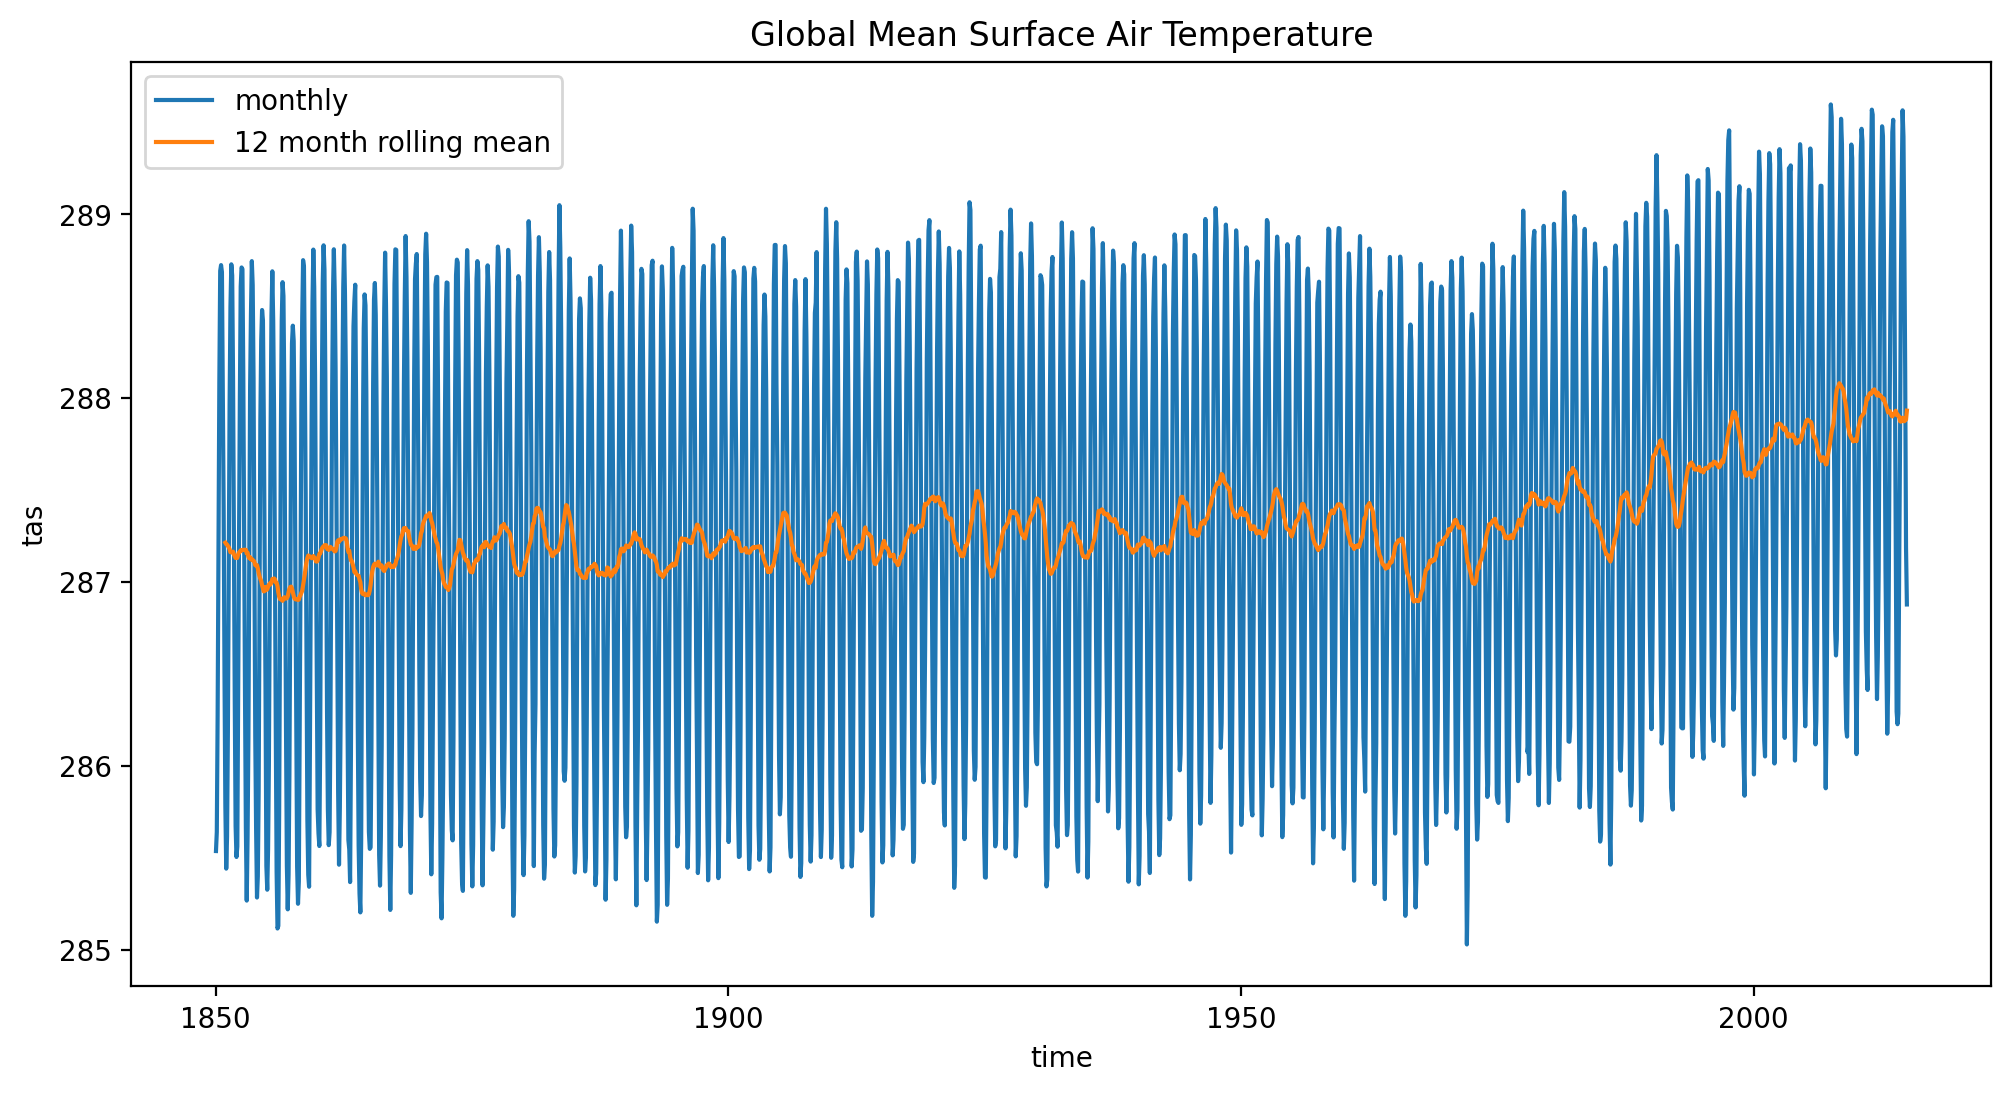 Global Mean Surface Air Temperature
monthly
12 month rolling mean
tas
289
288
287
286
285
1850 1900 1950 2000
time